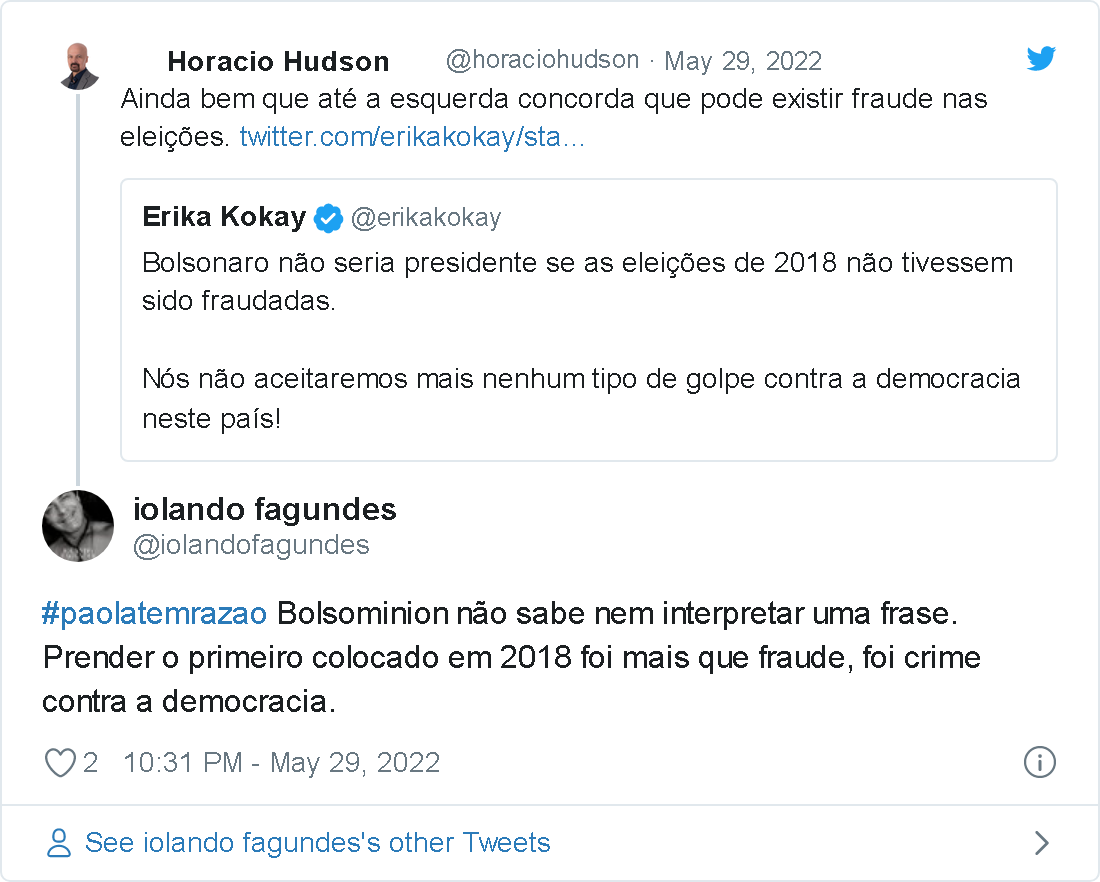 Horacio Hudson @horaciohudson · May 29, 2022
Ainda bem que até a esquerda concorda que pode existir fraude nas
eleições. twitter.com/erikakokay/sta…
Erika Kokay @erikakokay
Bolsonaro não seria presidente se as eleições de 2018 não tivessem
sido fraudadas.
Nós não aceitaremos mais nenhum tipo de golpe contra a democracia
neste país!
iolando fagundes
@iolandofagundes
#paolatemrazao Bolsominion não sabe nem interpretar uma frase.
Prender o primeiro colocado em 2018 foi mais que fraude, foi crime
contra a democracia.
2 10:31 PM - May 29, 2022
See iolando fagundes's other Tweets